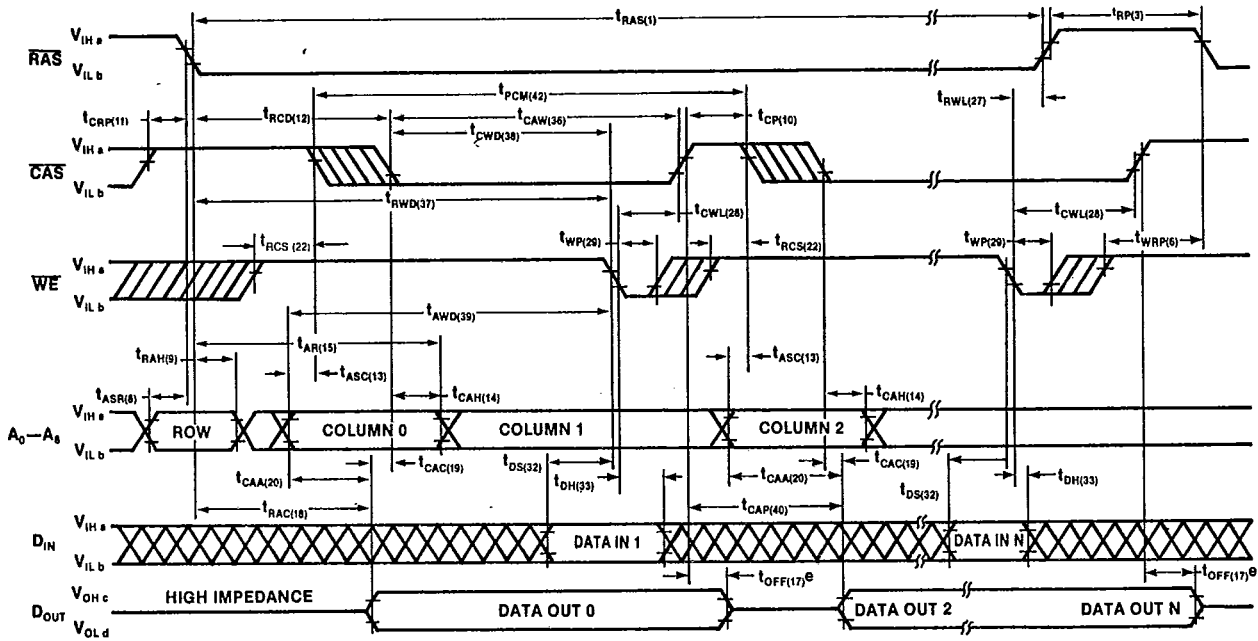 tRAS(1)
tRP(3)
VIH a
RAS
VIL b
tRWL(27)
tPCM(42)
tCRP(11)
tRCD(12)
tCAW(36)
tCP(10)
tCWD(38)
VIH a
CAS
VIL b
tRWD(37)
tCWL(28)
tCWL(28)
tRCS (22)
tWP(29)
tRCS(22)
tWP(29)
tWRP(6)
VIH a
WE
VIL b
tAWD(39)
tAR(15)
tRAH(9)
tASC(13)
tASC(13)
tASR(8)
tCAH(14)
tCAH(14)
VIH a
A0—A8
VIL b
ROW
COLUMN 0
COLUMN 1
COLUMN 2
tCAC(19)
tDS(32)
tCAC(19)
tCAA(20)
tDH(33)
tCAA(20)
tDS(32)
tDH(33)
tRAC(18)
tCAP(40)
VIH a
DIN
VIL b
DATA IN 1
DATA IN N
tOFF(17)e
tOFF(17)e
VOH c
HIGH IMPEDANCE
DOUT
DATA OUT 0
DATA OUT 2
DATA OUT N
VOL d